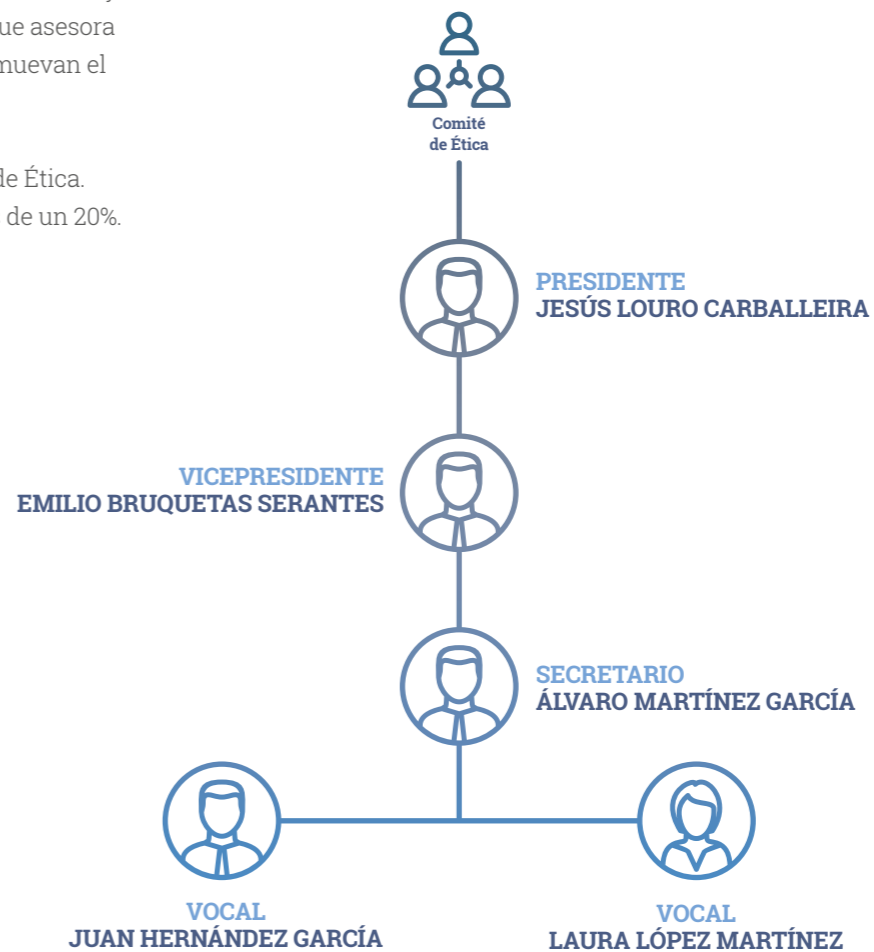 ue asesora
muevan el
de Ética.
de un 20%.
Comité
de Ética
PRESIDENTE
JESÚS LOURO CARBALLEIRA
VICEPRESIDENTE
EMILIO BRUQUETAS SERANTES
SECRETARIO
ÁLVARO MARTÍNEZ GARCÍA
VOCAL
JUAN HERNÁNDEZ GARCÍA
VOCAL
LAURA LÓPEZ MARTÍNEZ